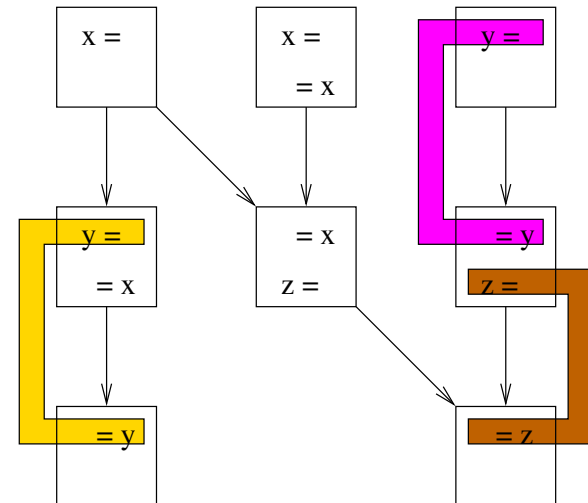 x =
x =
y =
= x
y =
= x
= y
= x
z =
z =
= y
= z